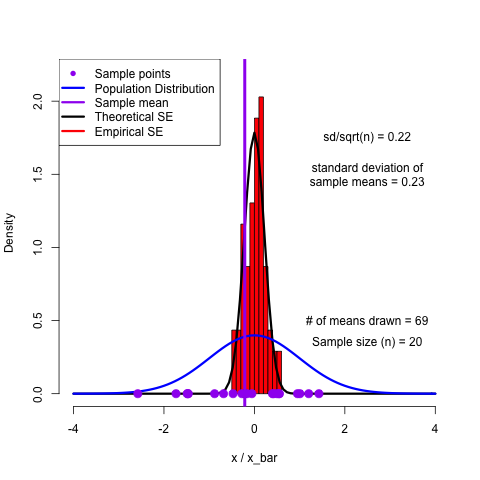 Sample points
Population Distribution
Sample mean
Theoretical SE
Empirical SE
sd/sqrt(n) = 0.22
standard deviation of
sample means = 0.23
# of means drawn = 69
Sample size (n) = 20
Density
2.0
1.5
1.0
0.5
0.0
-4 -2 0 2 4
x / x_bar